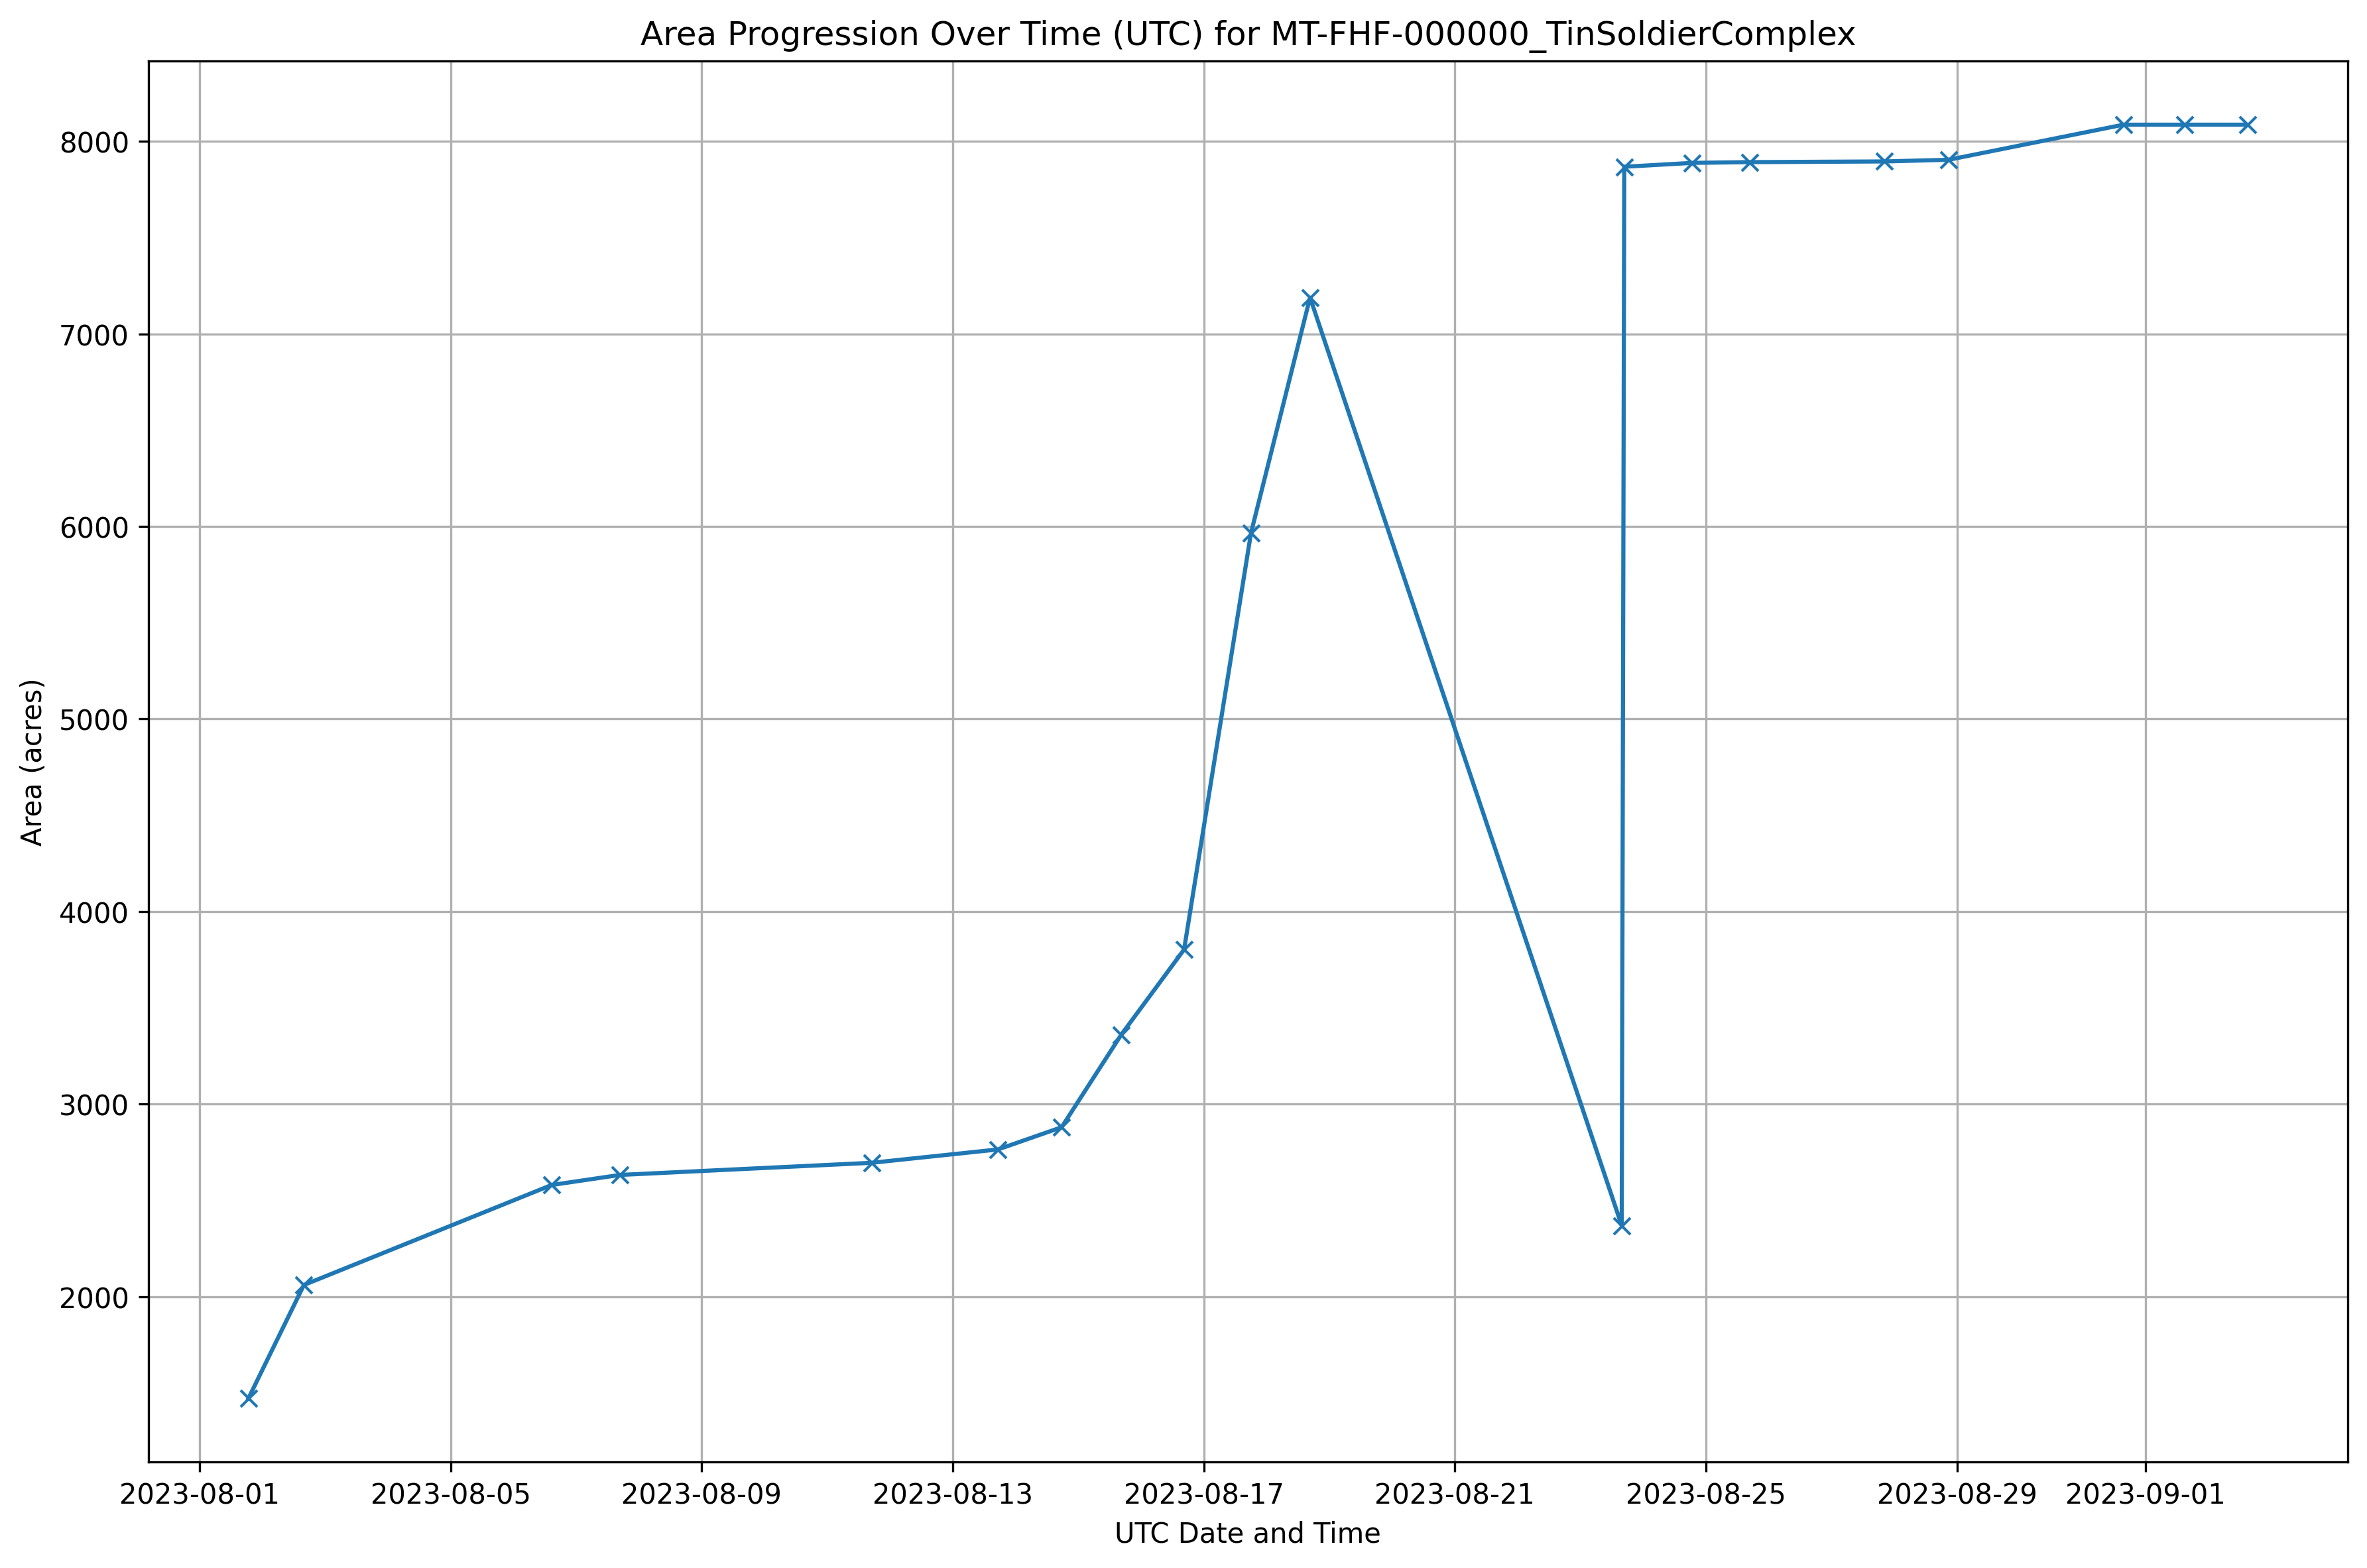 Area Progression Over Time (UTC) for MT-FHF-000000_TinSoldierComplex
8000
7000
6000
5000
4000
3000
2000
Area (acres)
2023-08-01 2023-08-05 2023-08-09 2023-08-13 2023-08-17 2023-08-21 2023-08-25 2023-08-29 2023-09-01
UTC Date and Time